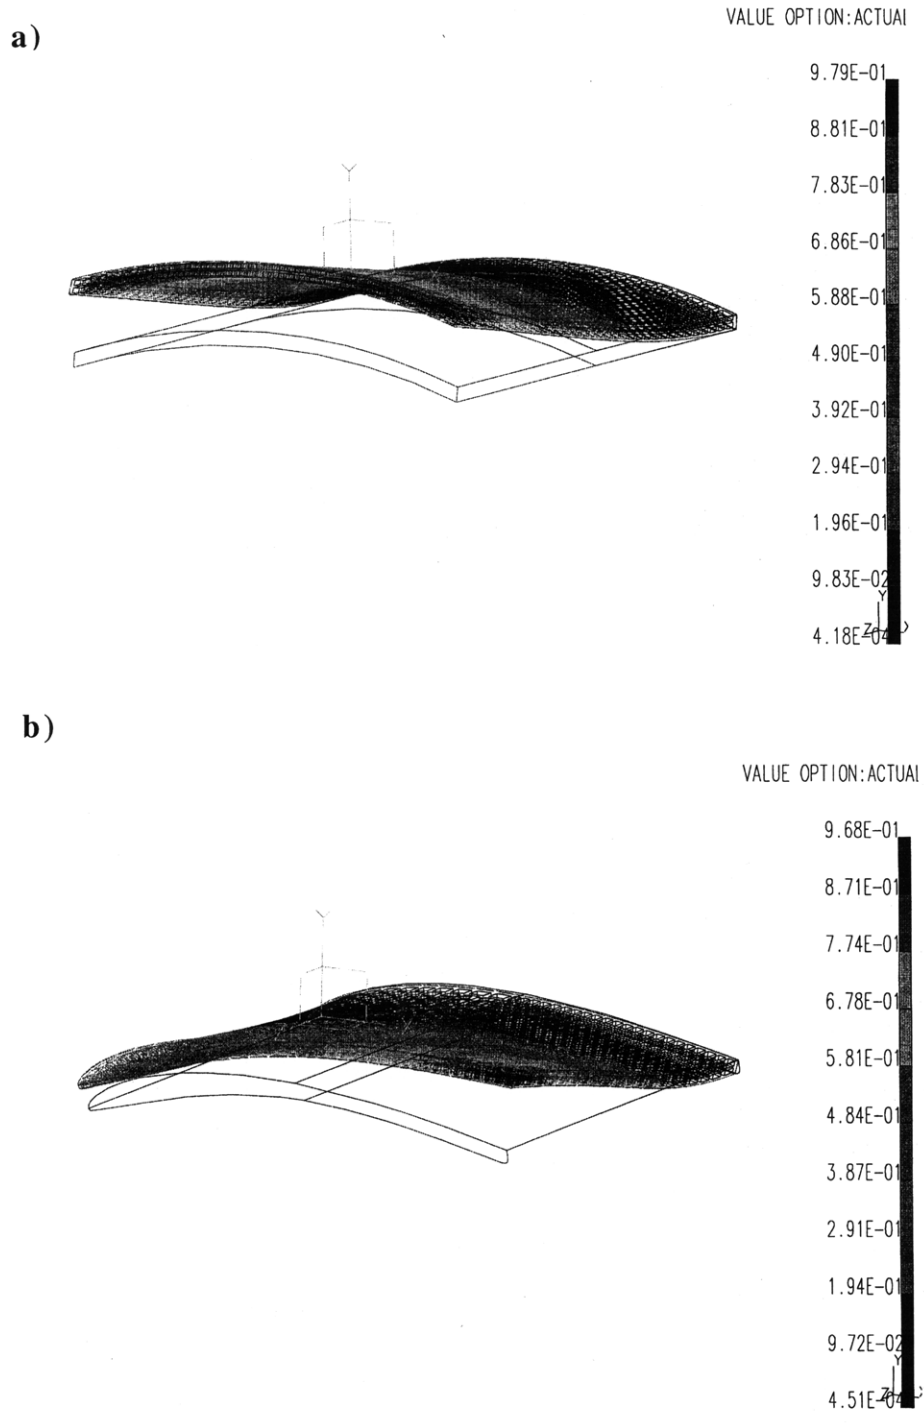 a)
VALUE OPTION:ACTUAL
9.79E-01
8.81E-01
7.83E-01
6.86E-01
5.88E-01
4.90E-01
3.92E-01
2.94E-01
1.96E-01
9.83E-02
4.18E-04
Y
Y
Z
b)
VALUE OPTION:ACTUAL
9.68E-01
8.71E-01
7.74E-01
6.78E-01
5.81E-01
4.84E-01
3.87E-01
2.91E-01
1.94E-01
9.72E-02
4.51E-04
Y
Y
Z